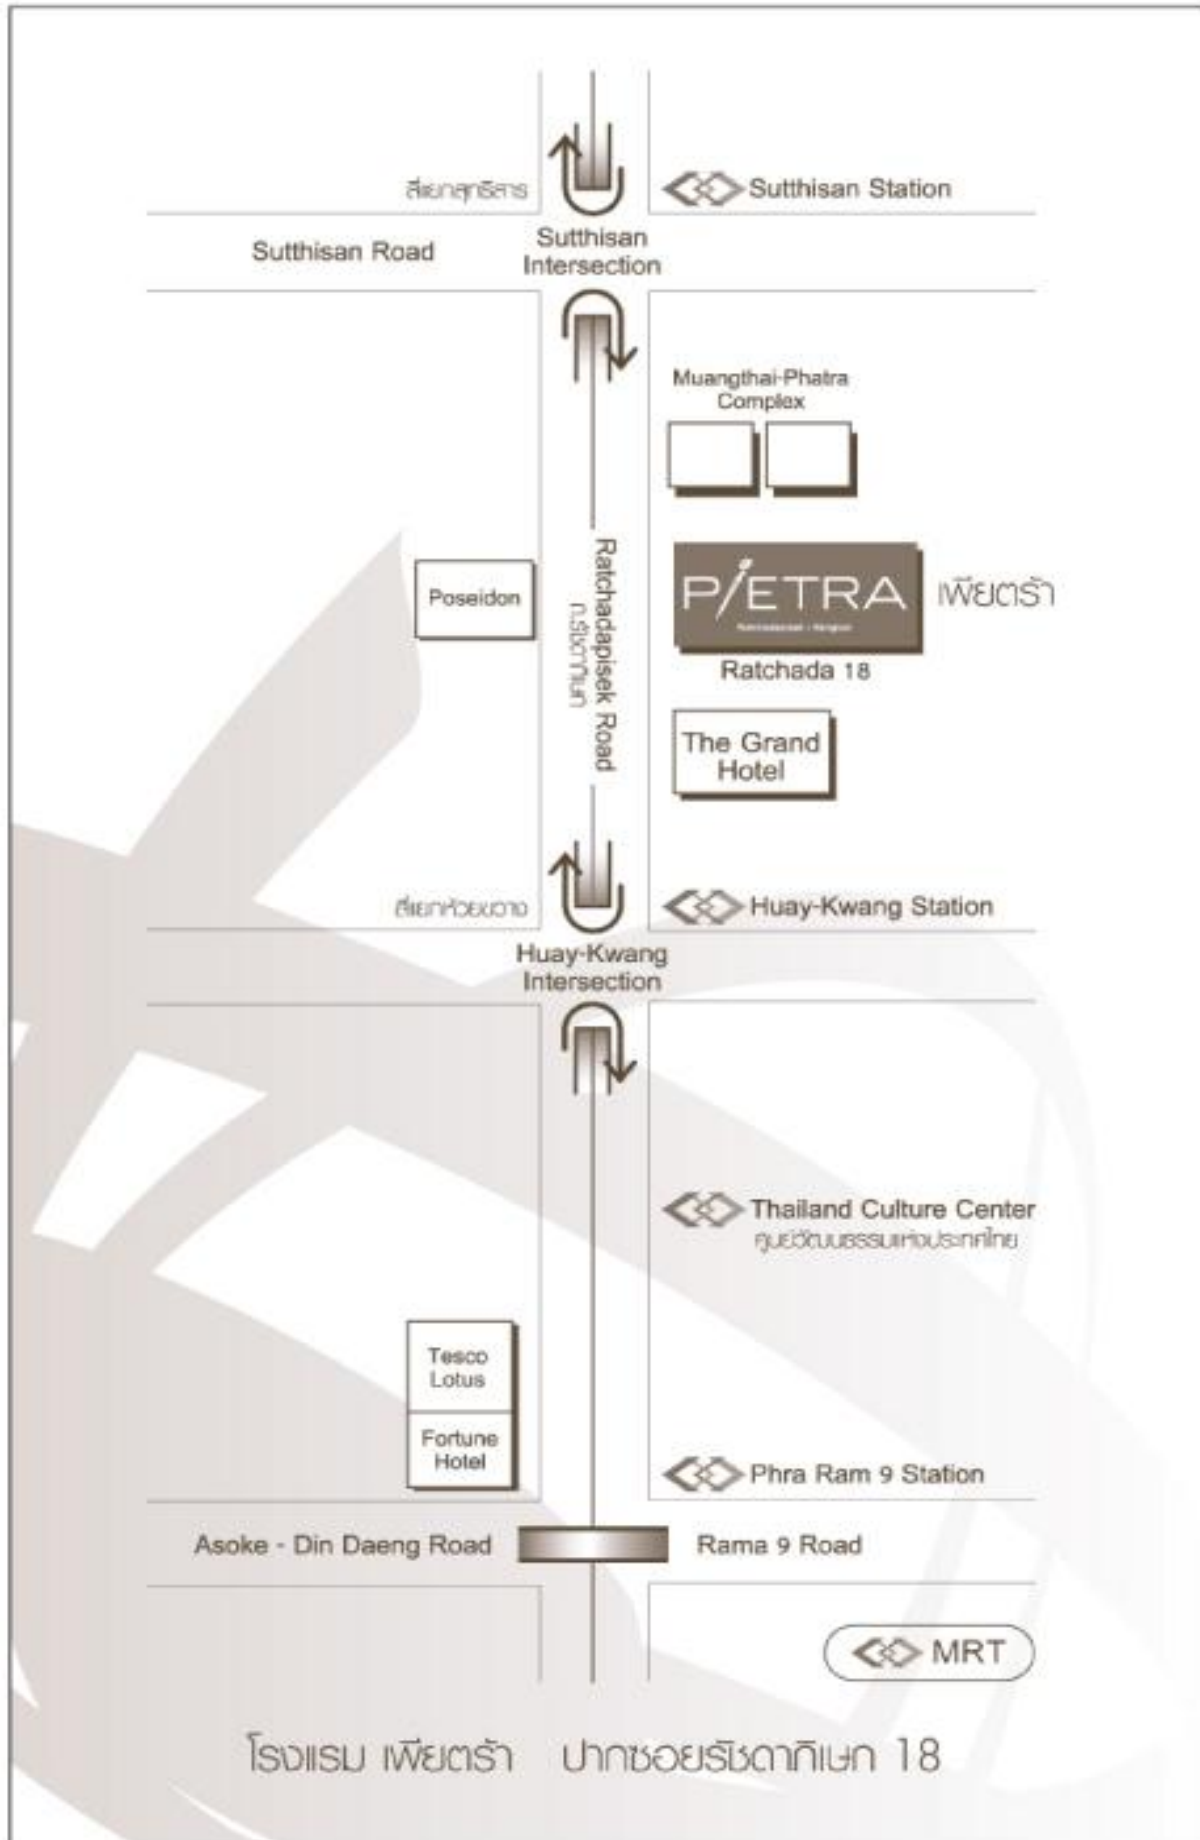 สี่แยกสุทธิสาร
Sutthisan Station
Sutthisan Road
Sutthisan
Intersection
Muangthai-Phatra
Complex
Poseidon
Ratchadapisek Road
ถ.รัชดาภิเษก
PIETRA
เพียตร้า
Ratchada 18
The Grand
Hotel
สี่แยกห้วยขวาง
Huay-Kwang Station
Huay-Kwang
Intersection
Thailand Culture Center
ศูนย์วัฒนธรรมแห่งประเทศไทย
Tesco
Lotus
Fortune
Hotel
Phra Ram 9 Station
Asoke - Din Daeng Road
Rama 9 Road
MRT
โรงแรม เพียตร้า ปากซอยรัชดาภิเษก 18